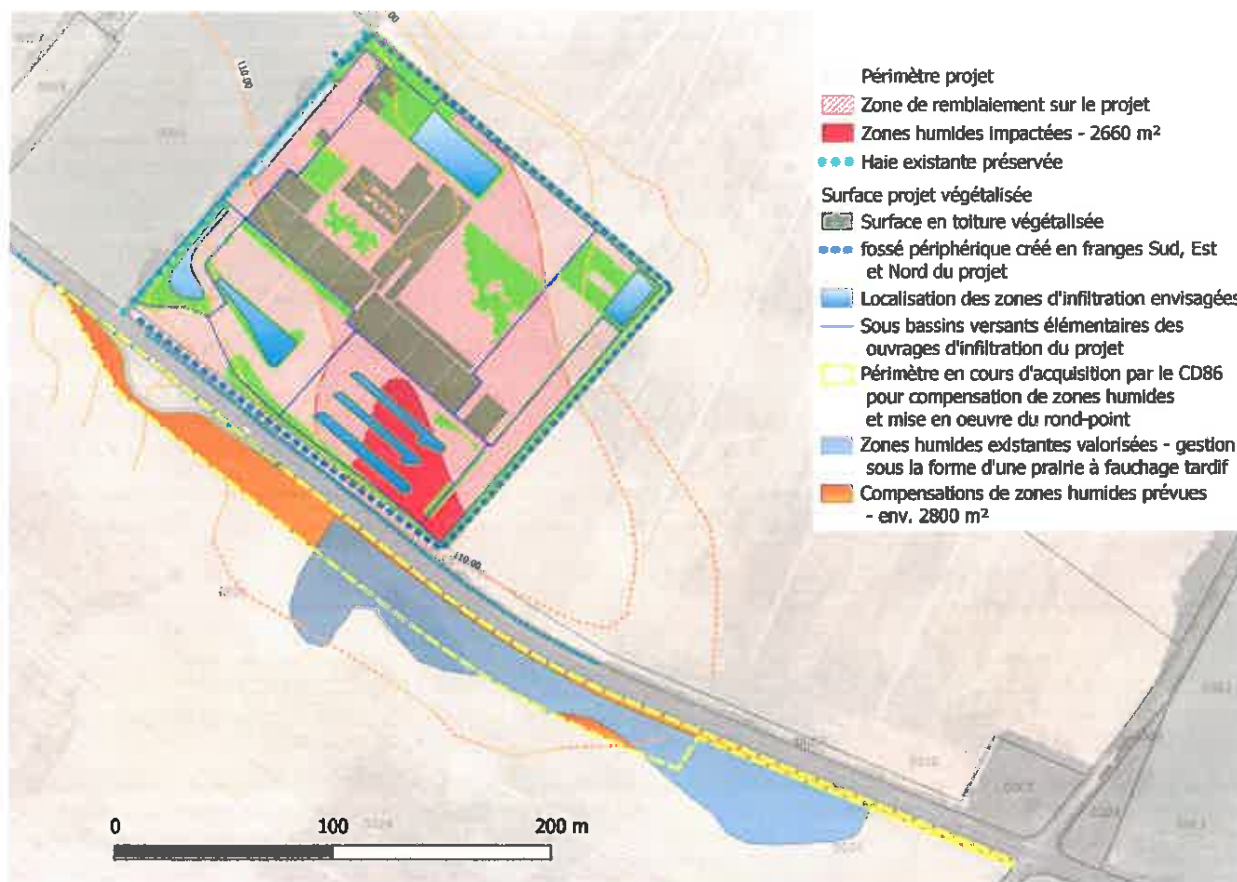 110.00
Périmètre projet
Zone de remblaiement sur le projet
Zones humides impactées - 2660 m²
Haie existante préservée
Surface projet végétalisée
Surface en toiture végétalisée
fossé périphérique créé en franges Sud, Est
et Nord du projet
Localisation des zones d'infiltration envisagées
Sous bassins versants élémentaires des
ouvrages d'infiltration du projet
Périmètre en cours d'acquisition par le CD86
pour compensation de zones humides
et mise en oeuvre du rond-point
Zones humides existantes valorisées - gestion
sous la forme d'une prairie à fauchage tardif
Compensations de zones humides prévues
- env. 2800 m²
110.00
0 100 200 m